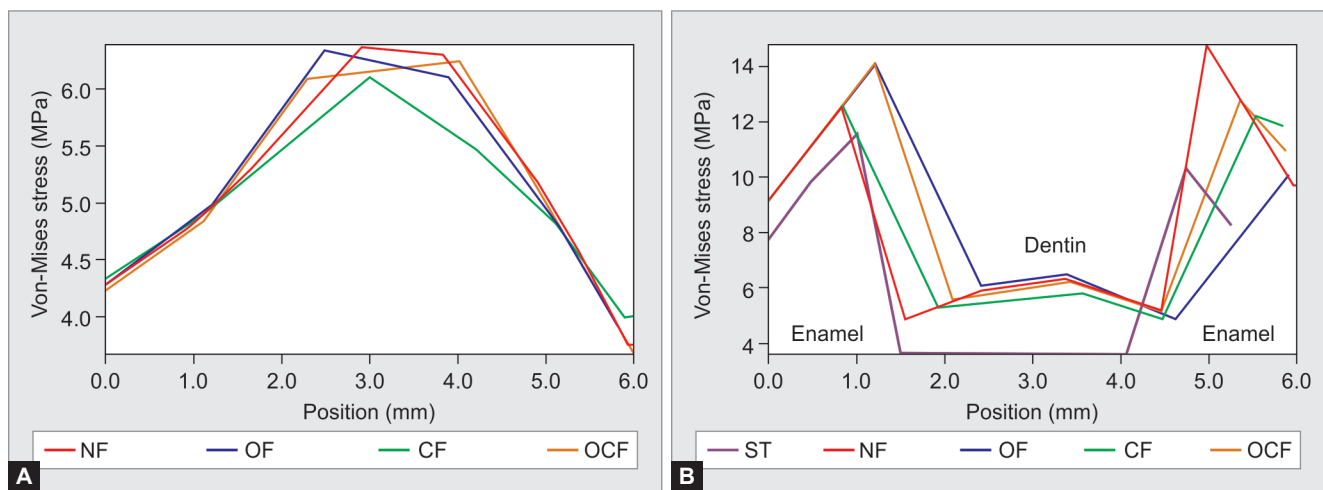 Von-Mises stress (MPa)
6.0
5.5
5.0
4.5
4.0
0.0 1.0 2.0 3.0 4.0 5.0 6.0
Position (mm)
NF OF CF OCF
A
Von-Mises stress (MPa)
14
12
10
8
6
4
Dentin
Enamel Enamel
0.0 1.0 2.0 3.0 4.0 5.0 6.0
Position (mm)
ST NF OF CF OCF
B